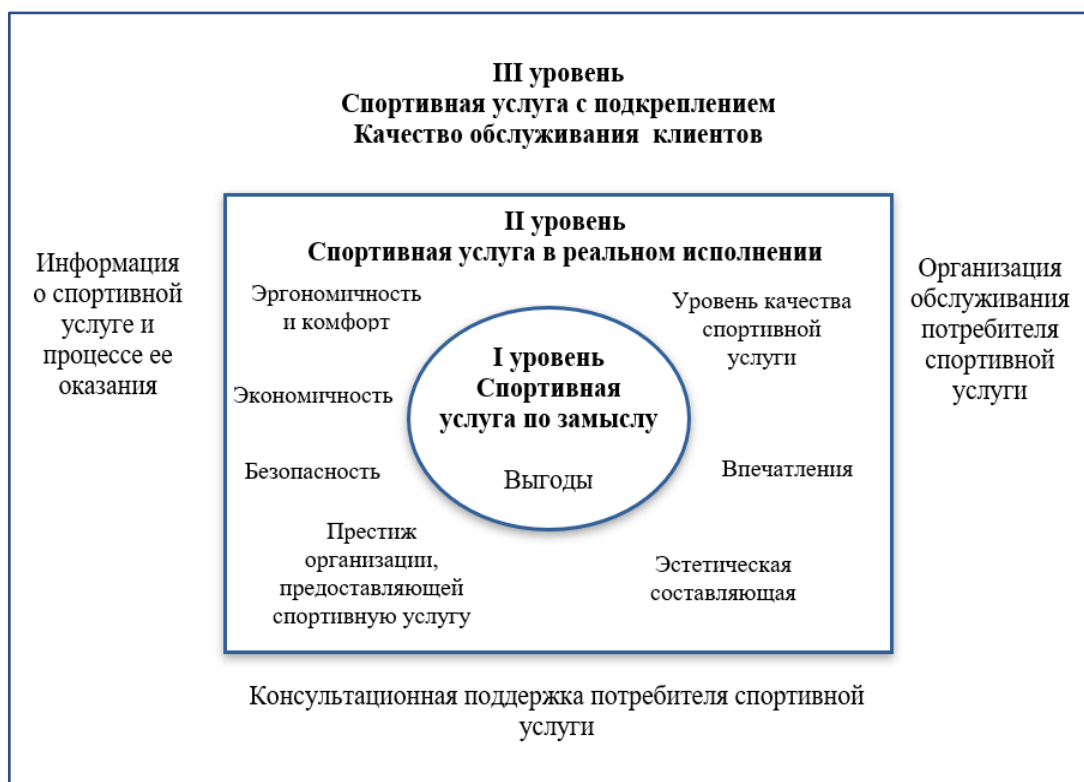 III уровень
Спортивная услуга с подкреплением
Качество обслуживания клиентов
Информация
о спортивной
услуге и
процессе ее
оказания
II уровень
Спортивная услуга в реальном исполнении
Эргономичность
и комфорт
Экономичность
Безопасность
Престиж
организации,
предоставляющей
спортивную услугу
I уровень
Спортивная
услуга по замыслу
Выгоды
Уровень качества
спортивной
услуги
Впечатления
Эстетическая
составляющая
Организация
обслуживания
потребителя
спортивной
услуги
Консультационная поддержка потребителя спортивной
услуги